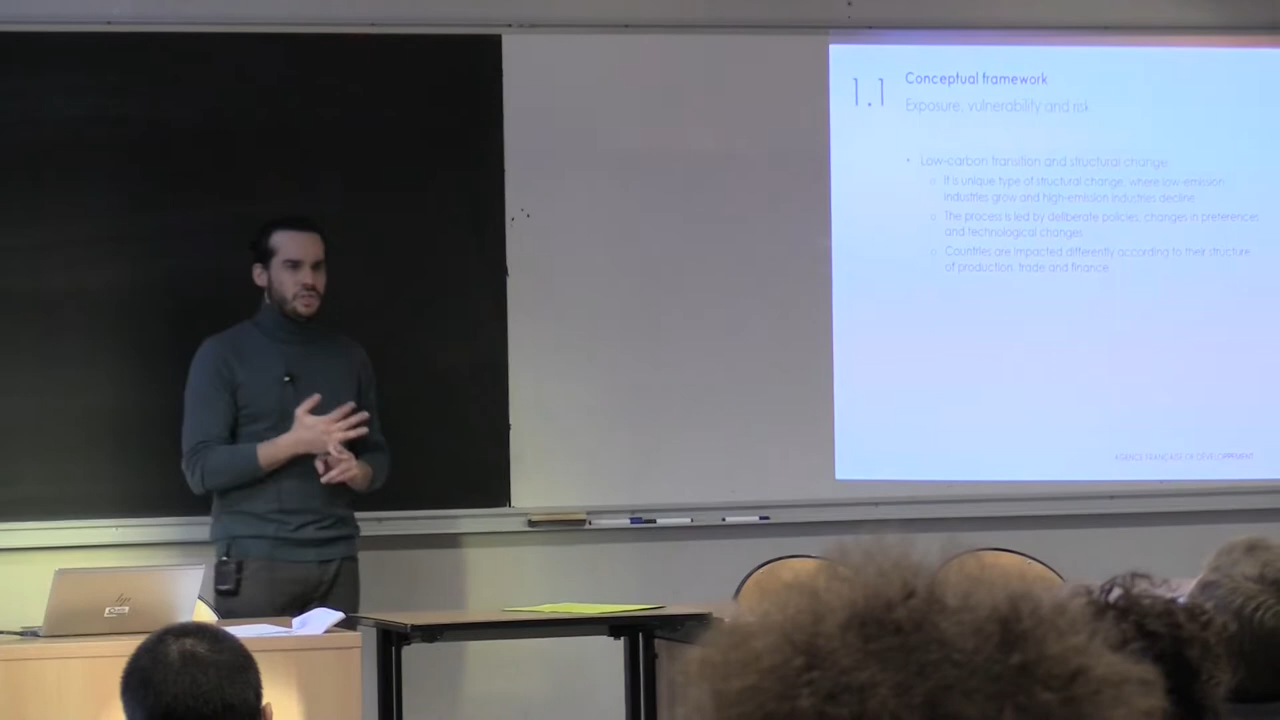 1.1
Conceptual framework
Exposure, vulnerability and risk
• Low-carbon transition and structural change
o It is unique type of structural change, where low-emission
industries grow and high-emission industries decline
o The process is led by deliberate policies, changes in preferences
and technological changes
o Countries are impacted differently according to their structure
of production, trade and finance
AGENCE FRANÇAISE DE DÉVELOPPEMENT
hp